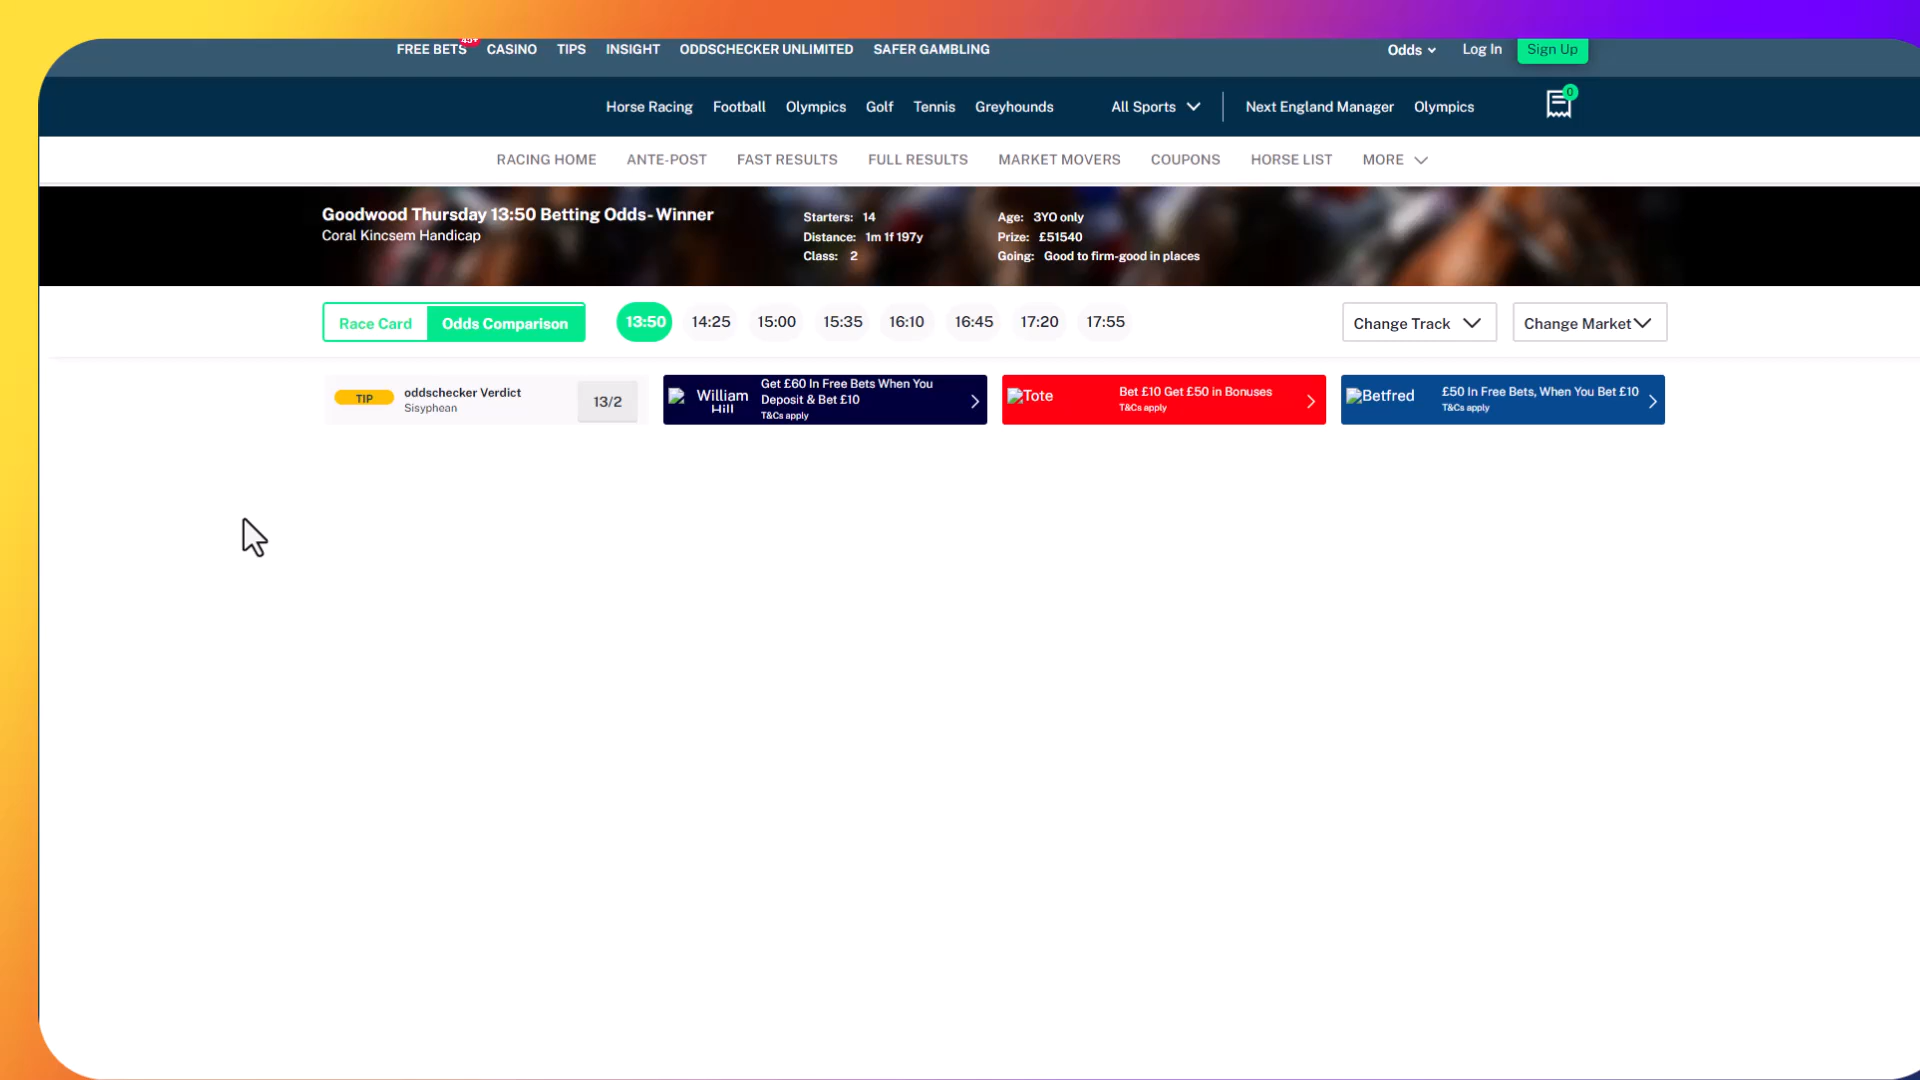 FREE BETS 45+ CASINO TIPS INSIGHT ODDSCHECKER UNLIMITED SAFER GAMBLING Odds Log In Sign Up
Horse Racing Football Olympics Golf Tennis Greyhounds All Sports Next England Manager Olympics 0
RACING HOME ANTE-POST FAST RESULTS FULL RESULTS MARKET MOVERS COUPONS HORSE LIST MORE
Goodwood Thursday 13:50 Betting Odds- Winner
Coral Kincsem Handicap
Starters: 14
Distance: 1m 1f 197y
Class: 2
Age: 3YO only
Prize: £51540
Going: Good to firm-good in places
Race Card Odds Comparison 13:50 14:25 15:00 15:35 16:10 16:45 17:20 17:55 Change Track Change Market
TIP
oddschecker Verdict
Sisyphean
13/2
William
Hill
Get £60 In Free Bets When You
Deposit & Bet £10
T&Cs apply
Tote
Bet £10 Get £50 in Bonuses
T&Cs apply
Betfred
£50 In Free Bets, When You Bet £10
T&Cs apply